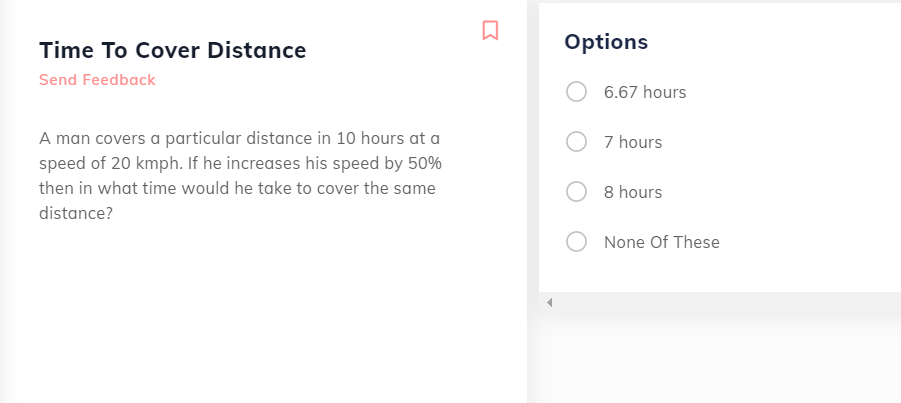 Time To Cover Distance
Send Feedback
A man covers a particular distance in 10 hours at a
speed of 20 kmph. If he increases his speed by 50%
then in what time would he take to cover the same
distance?
Options
6.67 hours
7 hours
8 hours
None Of These